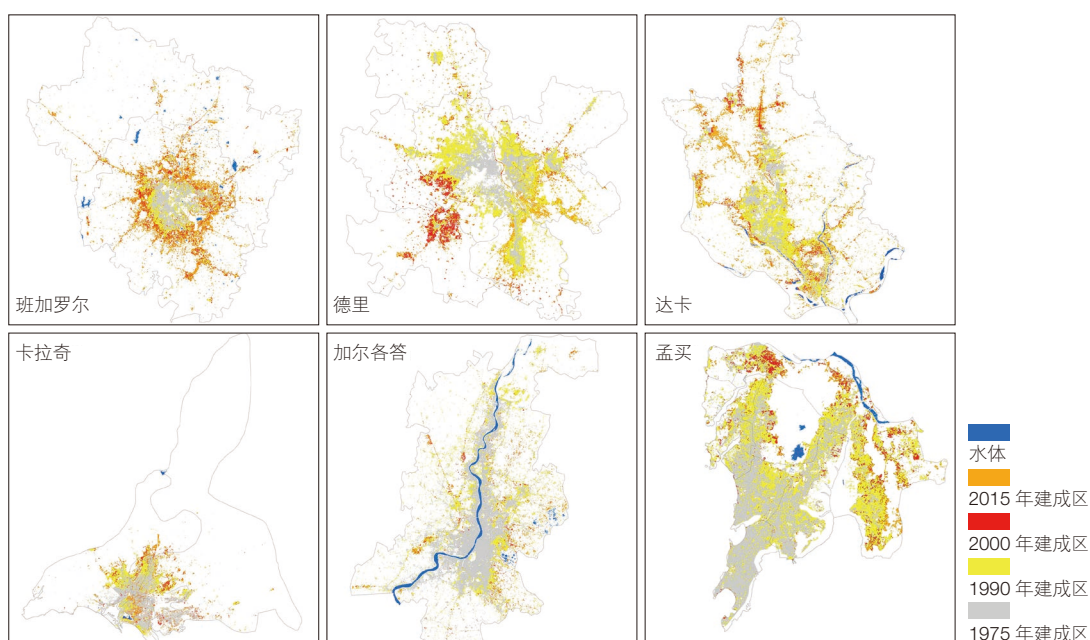 班加罗尔
德里
达卡
卡拉奇
加尔各答
孟买
水体
2015 年建成区
2000 年建成区
1990 年建成区
1975 年建成区